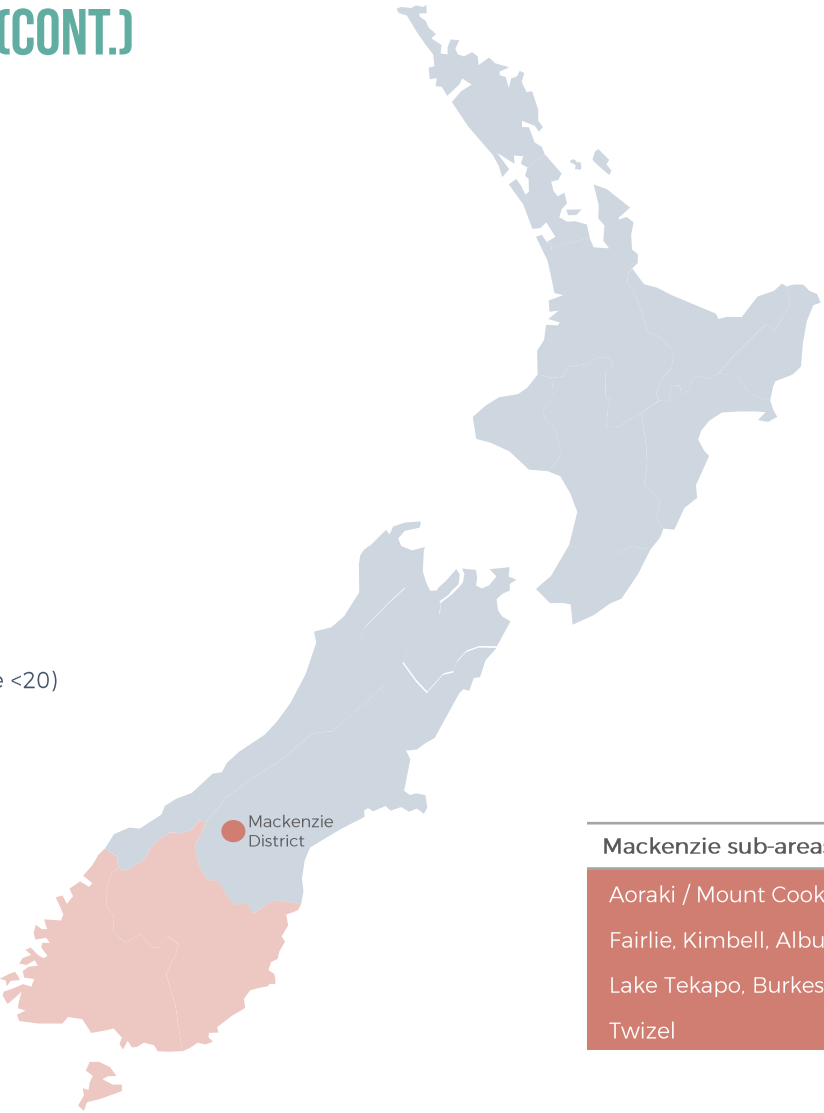 (CONT.)
<20)
Mackenzie
District
Mackenzie sub-areas
Aoraki / Mount Cook
Fairlie, Kimbell, Albu
Lake Tekapo, Burkes
Twizel